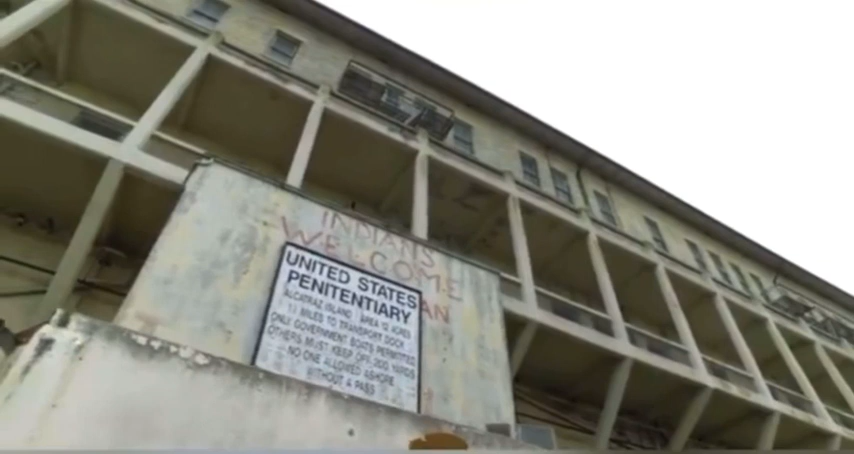 INDIANS
WELCOME
UNITED STATES
PENITENTIARY
ALCATRAZ ISLAND AREA 12 ACRES
1½ MILES TO TRANSPORT DOCK
ONLY GOVERNMENT BOATS PERMITTED
OTHERS MUST KEEP OFF 200 YARDS
NO ONE ALLOWED ASHORE
WITHOUT A PASS